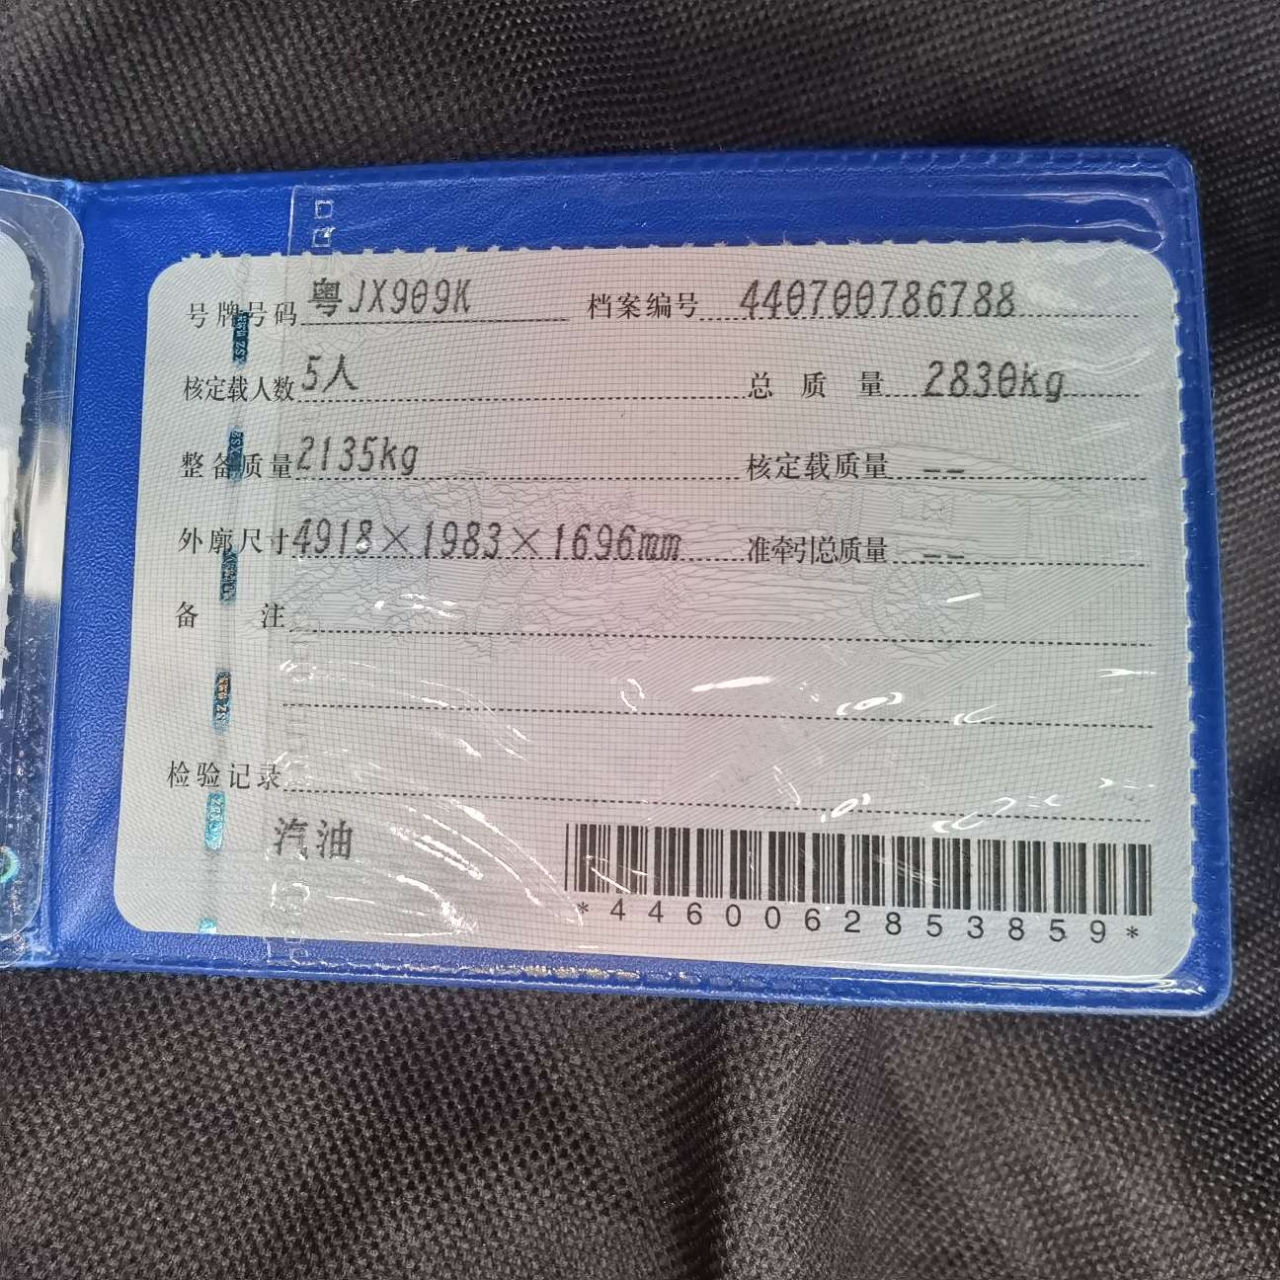 号牌号码 粤JX909K 档案编号 440700786788
核定载人数 5人 总质量 2830kg
整备质量 2135kg 核定载质量 --
外廓尺寸 4918×1983×1696mm 准牵引总质量 --
备注
检验记录
汽油
*4460062853859*